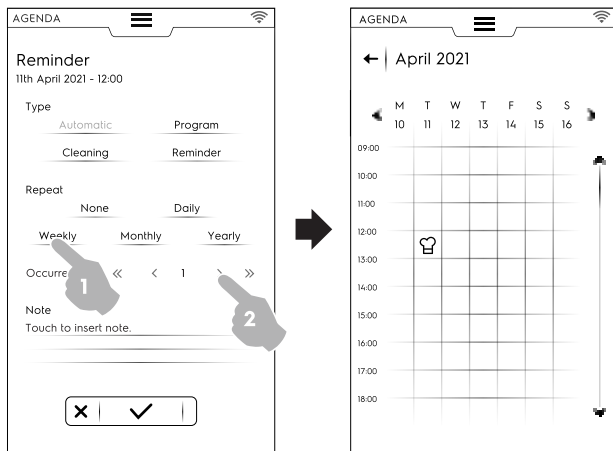 AGENDA
Reminder
11th April 2021 - 12:00
Type
Automatic Program
Cleaning Reminder
Repeat
None Daily
Weekly Monthly Yearly
« < 1 > »
Note
Touch to insert note.
1
2
AGENDA
April 2021
M T W T F S S
10 11 12 13 14 15 16
09:00
10:00
11:00
12:00
13:00
14:00
15:00
16:00
17:00
18:00